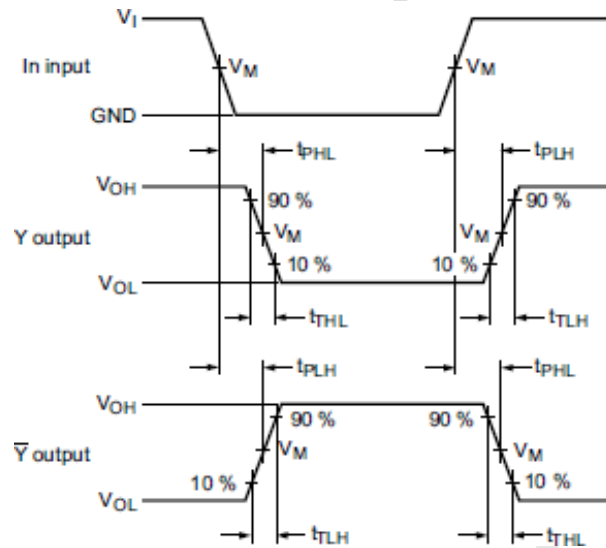 VI
In input
VM
VM
GND
tPHL
tPLH
VOH
90 %
90 %
Y output
VM
VM
10 %
10 %
VOL
tTHL
tTLH
tPLH
tPHL
VOH
90 %
90 %
Y̅ output
VM
VM
10 %
10 %
VOL
tTLH
tTHL